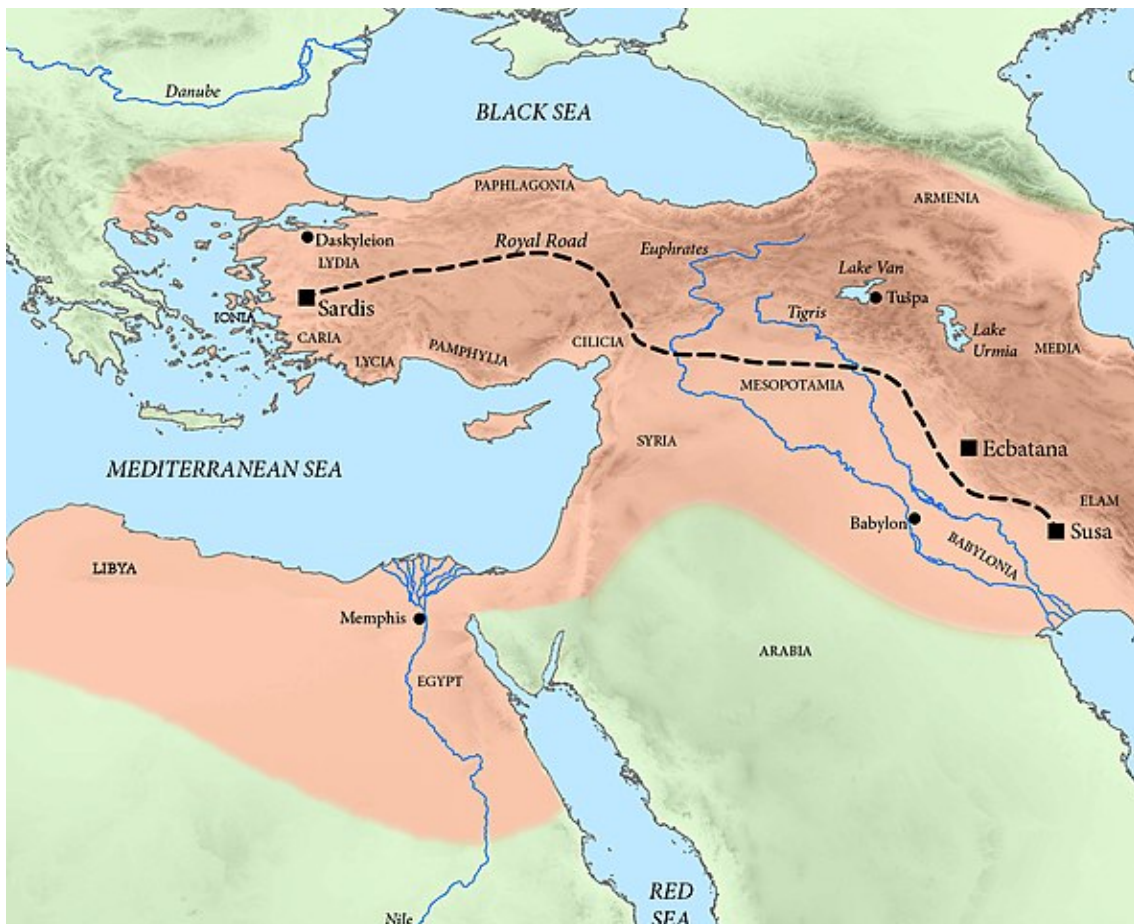 Danube
BLACK SEA
PAPHLAGONIA
ARMENIA
Daskyleion
LYDIA
Royal Road
Euphrates
Lake Van
Tušpa
Sardis
IONIA
Tigris
Lake
Urmia
CARIA
LYCIA
PAMPHYLIA
CILICIA
MEDIA
MESOPOTAMIA
SYRIA
Ecbatana
MEDITERRANEAN SEA
ELAM
Babylon
Susa
BABYLONIA
LIBYA
Memphis
ARABIA
EGYPT
RED
SEA
Nile